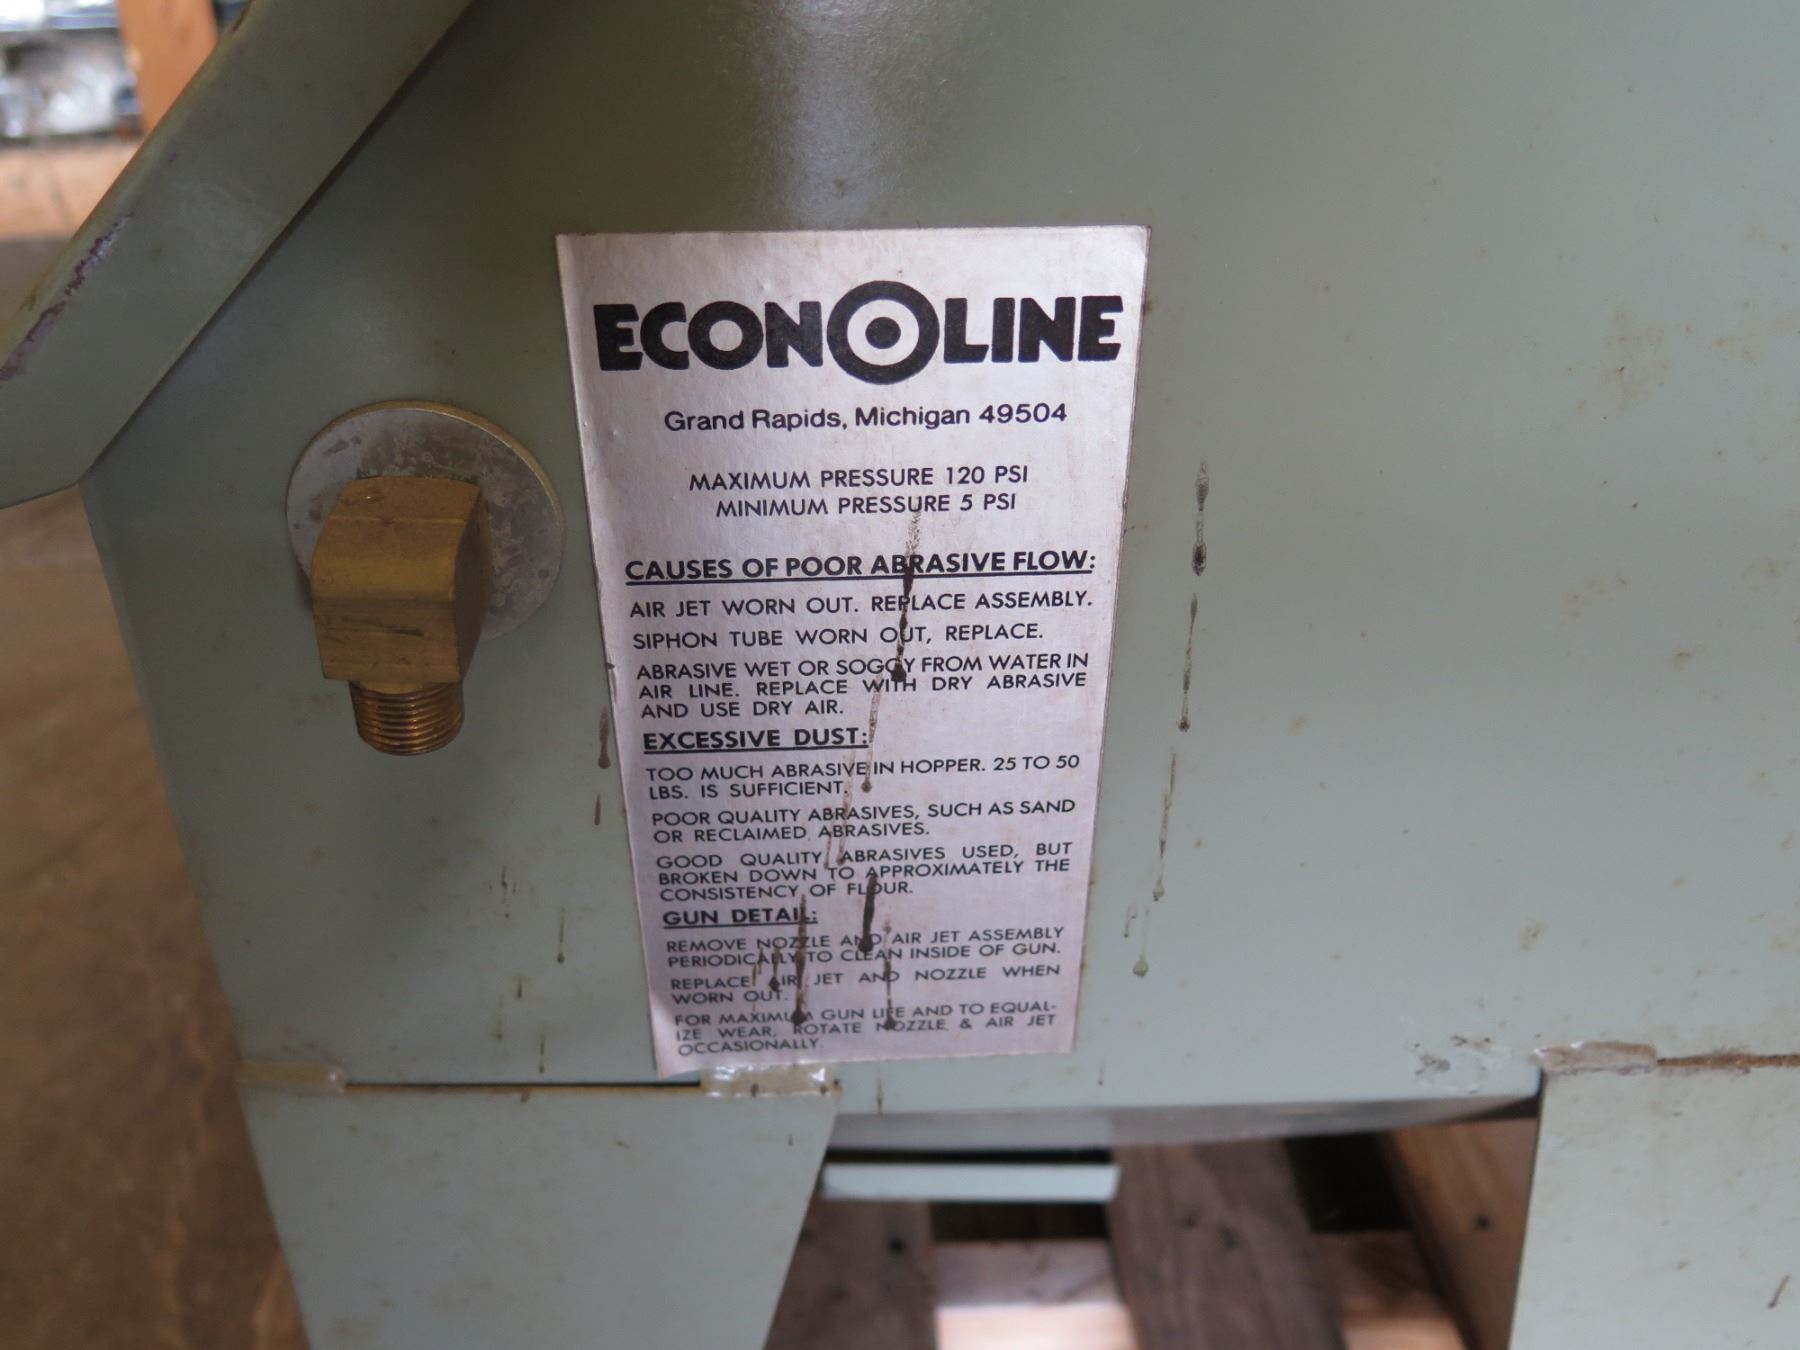 ECONOLINE
Grand Rapids, Michigan 49504
MAXIMUM PRESSURE 120 PSI
MINIMUM PRESSURE 5 PSI
CAUSES OF POOR ABRASIVE FLOW:
AIR JET WORN OUT. REPLACE ASSEMBLY.
SIPHON TUBE WORN OUT, REPLACE.
ABRASIVE WET OR SOGGY FROM WATER IN
AIR LINE. REPLACE WITH DRY ABRASIVE
AND USE DRY AIR.
EXCESSIVE DUST:
TOO MUCH ABRASIVE IN HOPPER. 25 TO 50
LBS. IS SUFFICIENT.
POOR QUALITY ABRASIVES, SUCH AS SAND
OR RECLAIMED ABRASIVES.
GOOD QUALITY ABRASIVES USED, BUT
BROKEN DOWN TO APPROXIMATELY THE
CONSISTENCY OF FLOUR.
GUN DETAIL:
REMOVE NOZZLE AND AIR JET ASSEMBLY
PERIODICALLY TO CLEAN INSIDE OF GUN.
REPLACE AIR JET AND NOZZLE WHEN
WORN OUT.
FOR MAXIMUM GUN LIFE AND TO EQUAL-
IZE WEAR, ROTATE NOZZLE & AIR JET
OCCASIONALLY.